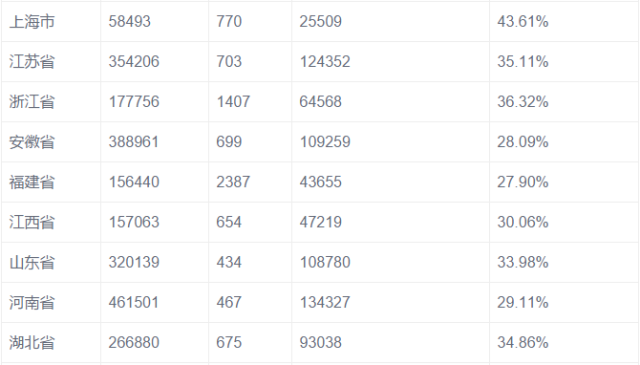 上海市 58493 770 25509 43.61%
江苏省 354206 703 124352 35.11%
浙江省 177756 1407 64568 36.32%
安徽省 388961 699 109259 28.09%
福建省 156440 2387 43655 27.90%
江西省 157063 654 47219 30.06%
山东省 320139 434 108780 33.98%
河南省 461501 467 134327 29.11%
湖北省 266880 675 93038 34.86%